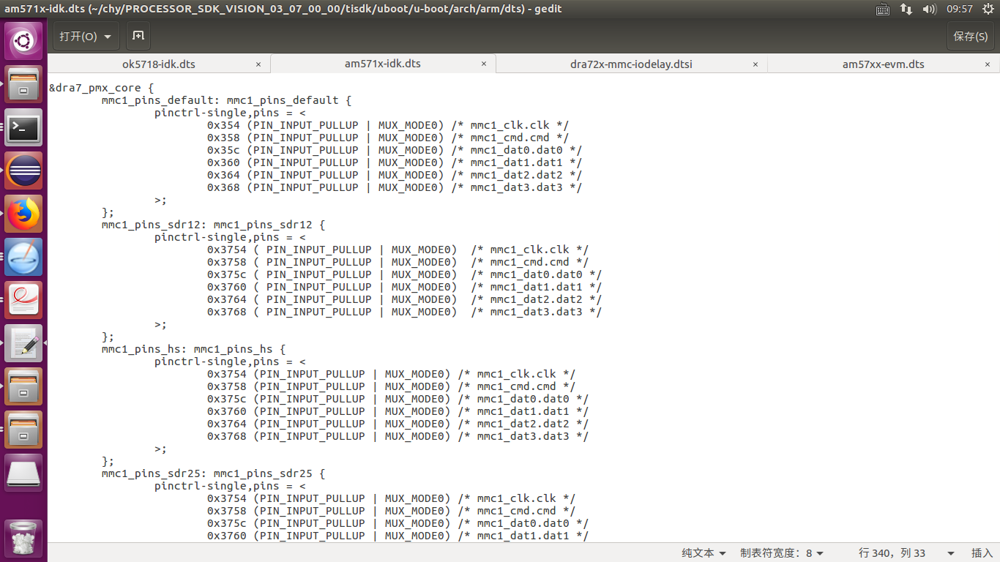 am571x-idk.dts (~/chy/PROCESSOR_SDK_VISION_03_07_00_00/tisdk/uboot/u-boot/arch/arm/dts) - gedit
09:57
打开(O)
保存(S)
ok5718-idk.dts × am571x-idk.dts × dra72x-mmc-iodelay.dtsi × am57xx-evm.dts ×
&dra7_pmx_core {
mmc1_pins_default: mmc1_pins_default {
pinctrl-single,pins = <
0x354 (PIN_INPUT_PULLUP | MUX_MODE0) /* mmc1_clk.clk */
0x358 (PIN_INPUT_PULLUP | MUX_MODE0) /* mmc1_cmd.cmd */
0x35c (PIN_INPUT_PULLUP | MUX_MODE0) /* mmc1_dat0.dat0 */
0x360 (PIN_INPUT_PULLUP | MUX_MODE0) /* mmc1_dat1.dat1 */
0x364 (PIN_INPUT_PULLUP | MUX_MODE0) /* mmc1_dat2.dat2 */
0x368 (PIN_INPUT_PULLUP | MUX_MODE0) /* mmc1_dat3.dat3 */
>;
};
mmc1_pins_sdr12: mmc1_pins_sdr12 {
pinctrl-single,pins = <
0x3754 ( PIN_INPUT_PULLUP | MUX_MODE0)  /* mmc1_clk.clk */
0x3758 ( PIN_INPUT_PULLUP | MUX_MODE0)  /* mmc1_cmd.cmd */
0x375c ( PIN_INPUT_PULLUP | MUX_MODE0)  /* mmc1_dat0.dat0 */
0x3760 ( PIN_INPUT_PULLUP | MUX_MODE0)  /* mmc1_dat1.dat1 */
0x3764 ( PIN_INPUT_PULLUP | MUX_MODE0)  /* mmc1_dat2.dat2 */
0x3768 ( PIN_INPUT_PULLUP | MUX_MODE0)  /* mmc1_dat3.dat3 */
>;
};
mmc1_pins_hs: mmc1_pins_hs {
pinctrl-single,pins = <
0x3754 (PIN_INPUT_PULLUP | MUX_MODE0) /* mmc1_clk.clk */
0x3758 (PIN_INPUT_PULLUP | MUX_MODE0) /* mmc1_cmd.cmd */
0x375c (PIN_INPUT_PULLUP | MUX_MODE0) /* mmc1_dat0.dat0 */
0x3760 (PIN_INPUT_PULLUP | MUX_MODE0) /* mmc1_dat1.dat1 */
0x3764 (PIN_INPUT_PULLUP | MUX_MODE0) /* mmc1_dat2.dat2 */
0x3768 (PIN_INPUT_PULLUP | MUX_MODE0) /* mmc1_dat3.dat3 */
>;
};
mmc1_pins_sdr25: mmc1_pins_sdr25 {
pinctrl-single,pins = <
0x3754 (PIN_INPUT_PULLUP | MUX_MODE0) /* mmc1_clk.clk */
0x3758 (PIN_INPUT_PULLUP | MUX_MODE0) /* mmc1_cmd.cmd */
0x375c (PIN_INPUT_PULLUP | MUX_MODE0) /* mmc1_dat0.dat0 */
0x3760 (PIN_INPUT_PULLUP | MUX_MODE0) /* mmc1_dat1.dat1 */
纯文本 制表符宽度：8 行 340，列 33 插入